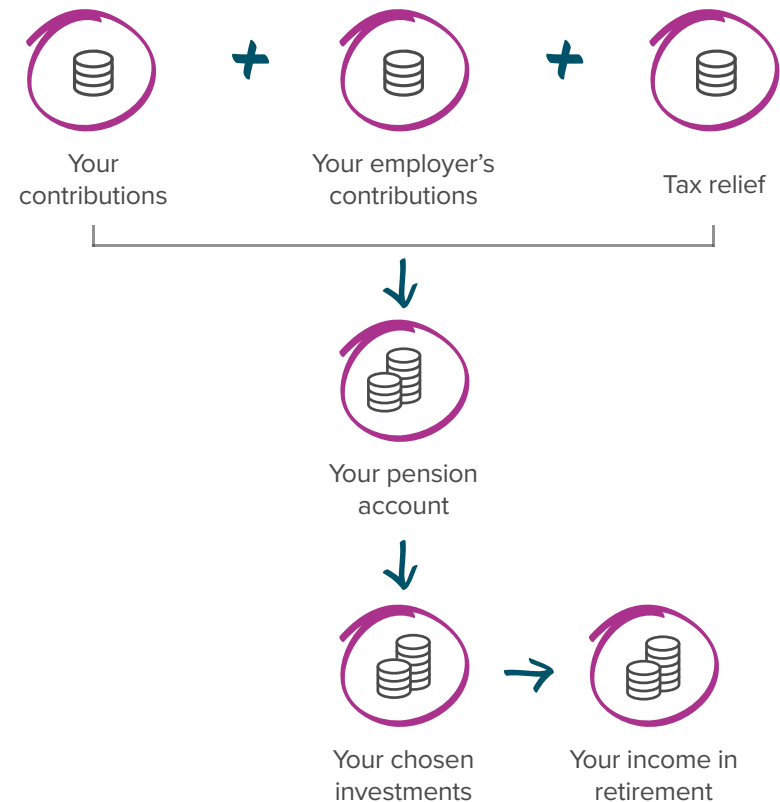 Your
contributions
Your employer’s
contributions
Tax relief
Your pension
account
Your chosen
investments
Your income in
retirement